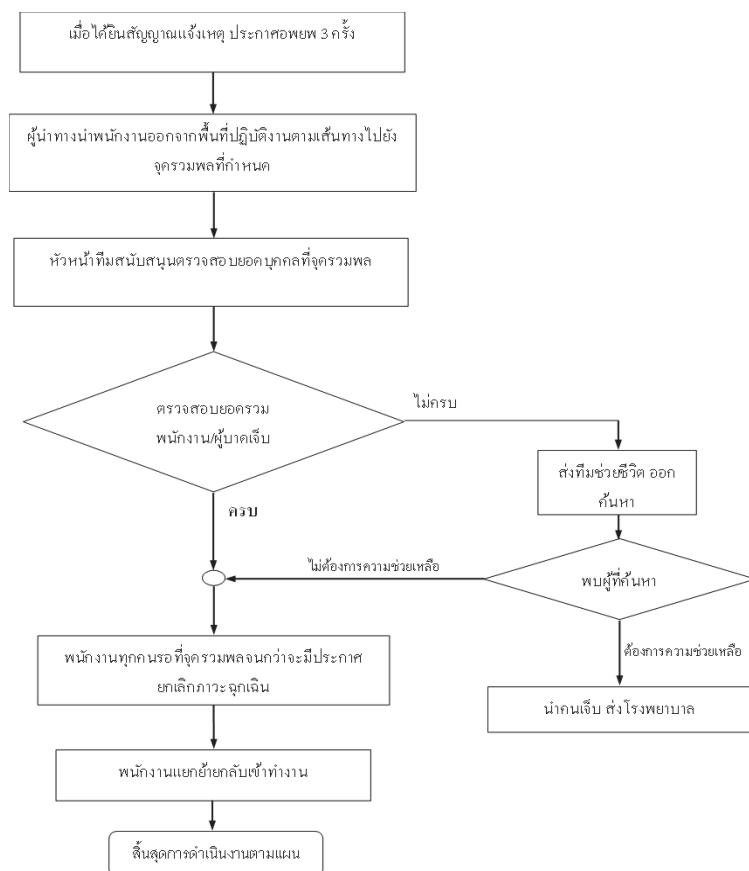 เมื่อได้ยินสัญญาณแจ้งเหตุ ประกาศอพยพ 3 ครั้ง
ผู้นำทางนำพนักงานออกจากพื้นที่ปฏิบัติงานตามเส้นทางไปยัง
จุดรวมพลที่กำหนด
หัวหน้าทีมสนับสนุนตรวจสอบยอดบุคคลที่จุดรวมพล
ตรวจสอบยอดรวม
พนักงาน/ผู้บาดเจ็บ
ไม่ครบ
ส่งทีมช่วยชีวิต ออก
ค้นหา
ครบ
ไม่ต้องการความช่วยเหลือ
พบผู้ที่ค้นหา
ต้องการความช่วยเหลือ
พนักงานทุกคนรอที่จุดรวมพลจนกว่าจะมีประกาศ
ยกเลิกภาวะฉุกเฉิน
นำคนเจ็บ ส่งโรงพยาบาล
พนักงานแยกย้ายกลับเข้าทำงาน
สิ้นสุดการดำเนินงานตามแผน